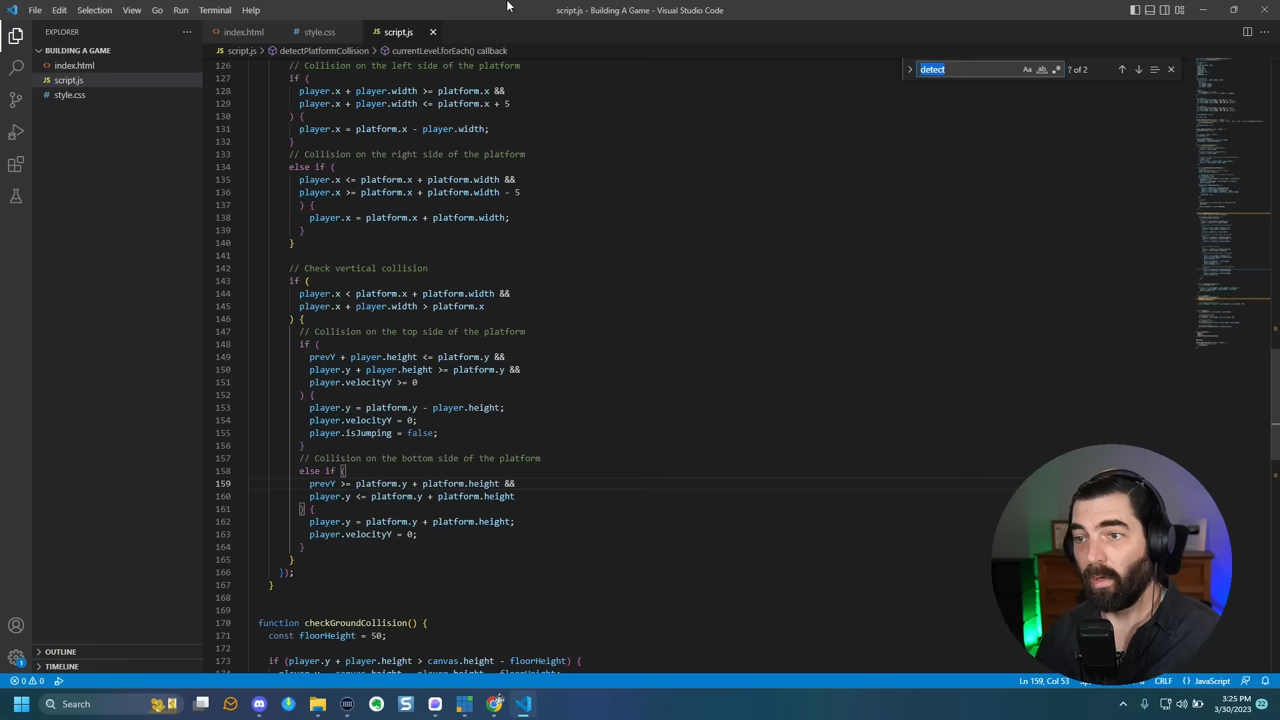 File Edit Selection View Go Run Terminal Help
script.js - Building A Game - Visual Studio Code
EXPLORER
BUILDING A GAME
index.html
script.js
style.css
OUTLINE
TIMELINE
index.html style.css script.js
script.js > detectPlatformCollision > currentLevel.forEach() callback
detect
Aa ab 7 of 2
126 // Collision on the left side of the platform
127 if (
128 player.x + player.width >= platform.x &&
129 player.x + player.width <= platform.x + 5
130 ) {
131 player.x = platform.x - player.width;
132 }
133 // Collision on the right side of the platform
134 else if (
135 player.x <= platform.x + platform.width &&
136 player.x >= platform.x + platform.width - 5
137 ) {
138 player.x = platform.x + platform.width;
139 }
140 }
141
142 // Check vertical collision
143 if (
144 player.x < platform.x + platform.width &&
145 player.x + player.width > platform.x
146 ) {
147 // Collision on the top side of the platform
148 if (
149 prevY + player.height <= platform.y &&
150 player.y + player.height >= platform.y &&
151 player.velocityY >= 0
152 ) {
153 player.y = platform.y - player.height;
154 player.velocityY = 0;
155 player.isJumping = false;
156 }
157 // Collision on the bottom side of the platform
158 else if (
159 prevY >= platform.y + platform.height &&
160 player.y <= platform.y + platform.height
161 ) {
162 player.y = platform.y + platform.height;
163 player.velocityY = 0;
164 }
165 }
166 });
167 }
168
169
170 function checkGroundCollision() {
171 const floorHeight = 50;
172
173 if (player.y + player.height > canvas.height - floorHeight) {
0 0
Ln 159, Col 53
CRLF {} JavaScript
Search
3:25 PM
3/30/2023